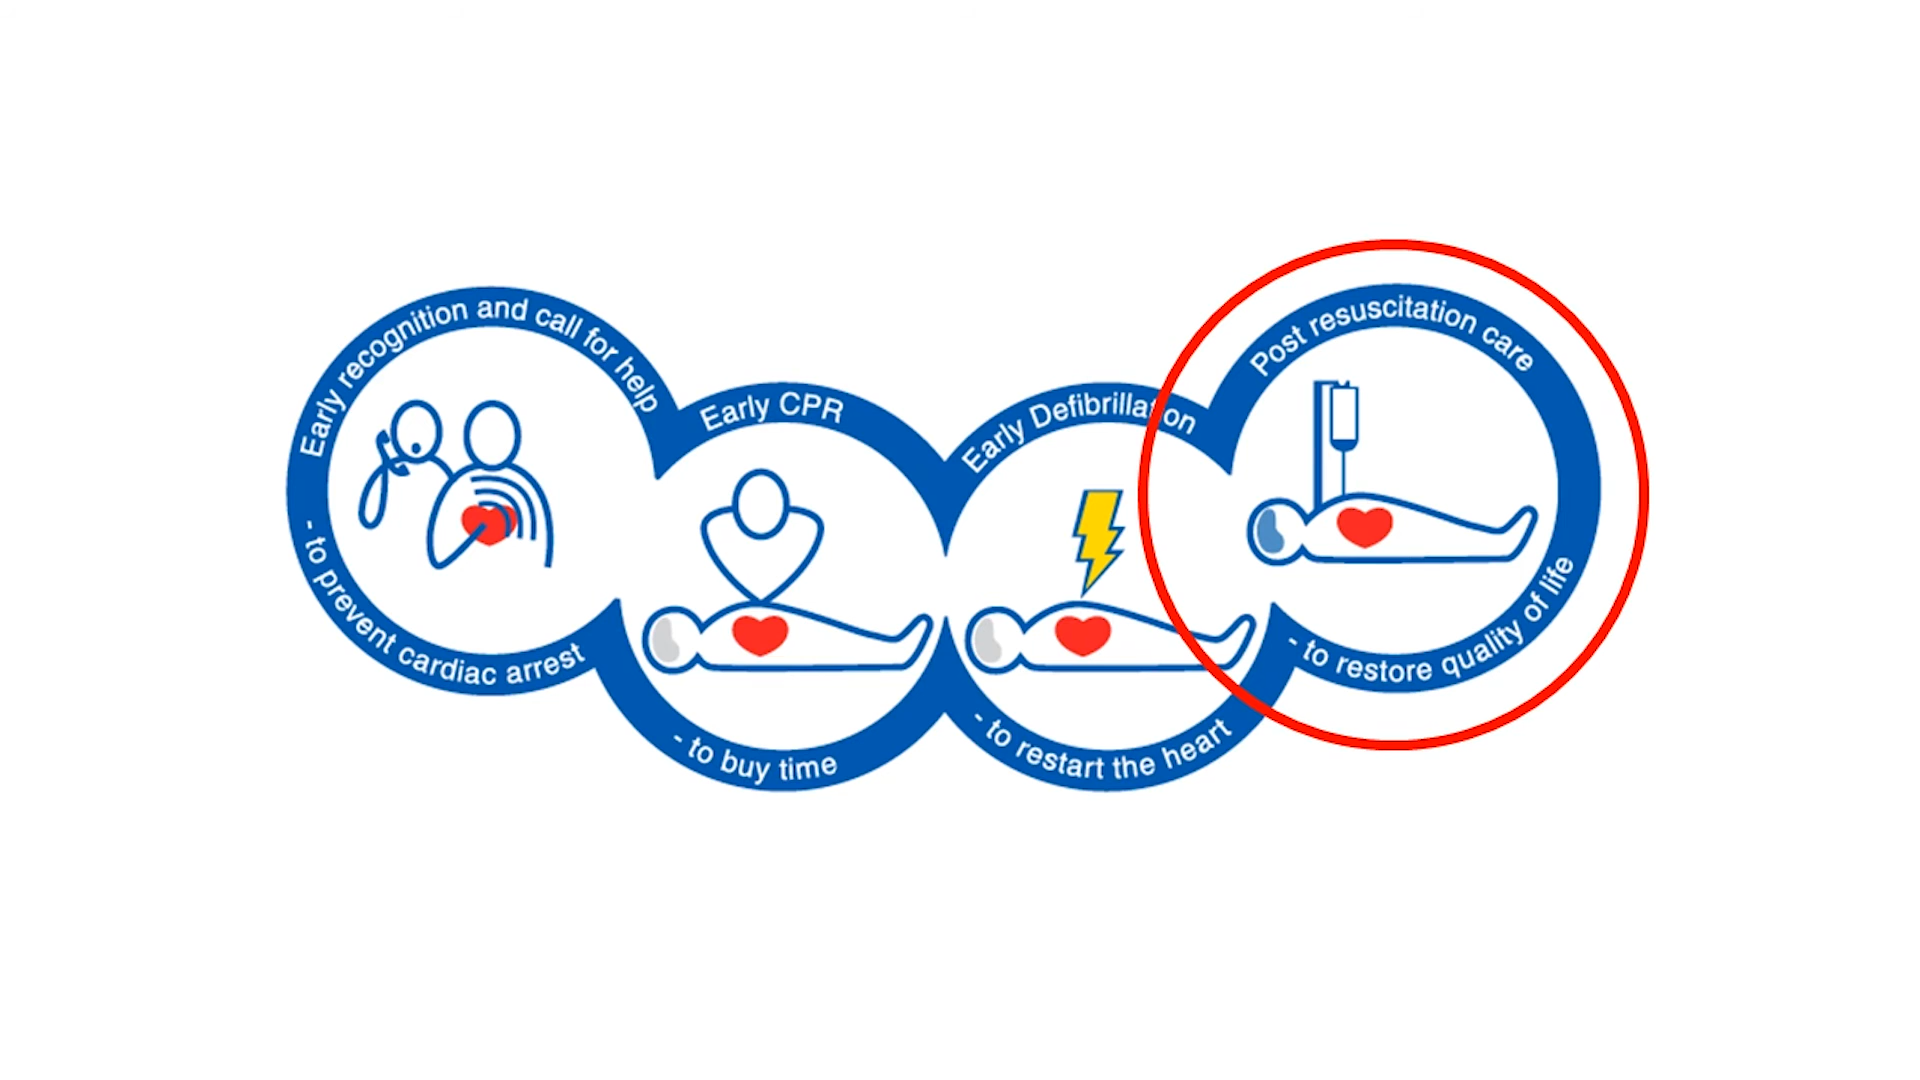 Early recognition and call for help
- to prevent cardiac arrest
Early CPR
- to buy time
Early Defibrillation
- to restart the heart
Post resuscitation care
- to restore quality of life